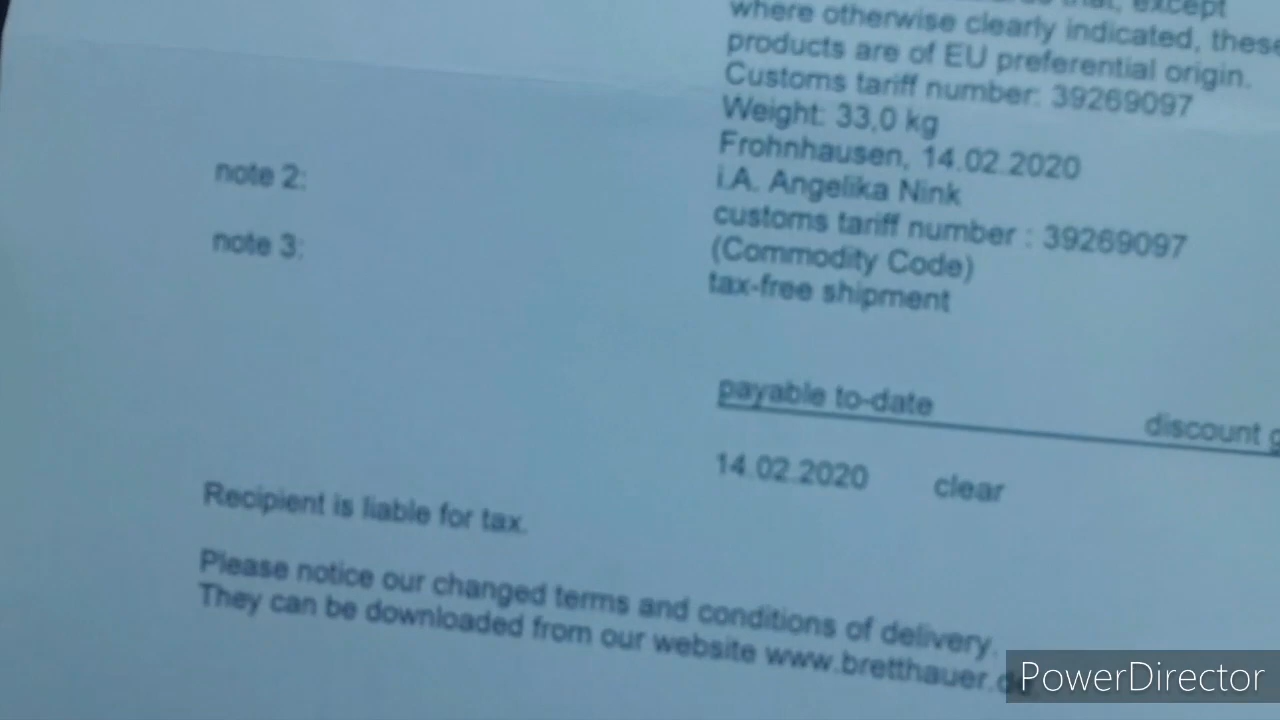 that, except
where otherwise clearly indicated, these
products are of EU preferential origin.
Customs tariff number: 39269097
Weight: 33,0 kg
Frohnhausen, 14.02.2020
note 2:
i.A. Angelika Nink
customs tariff number : 39269097
note 3:
(Commodity Code)
tax-free shipment
payable to-date
discount
14.02.2020 clear
Recipient is liable for tax.
Please notice our changed terms and conditions of delivery.
They can be downloaded from our website www.bretthauer.de
PowerDirector